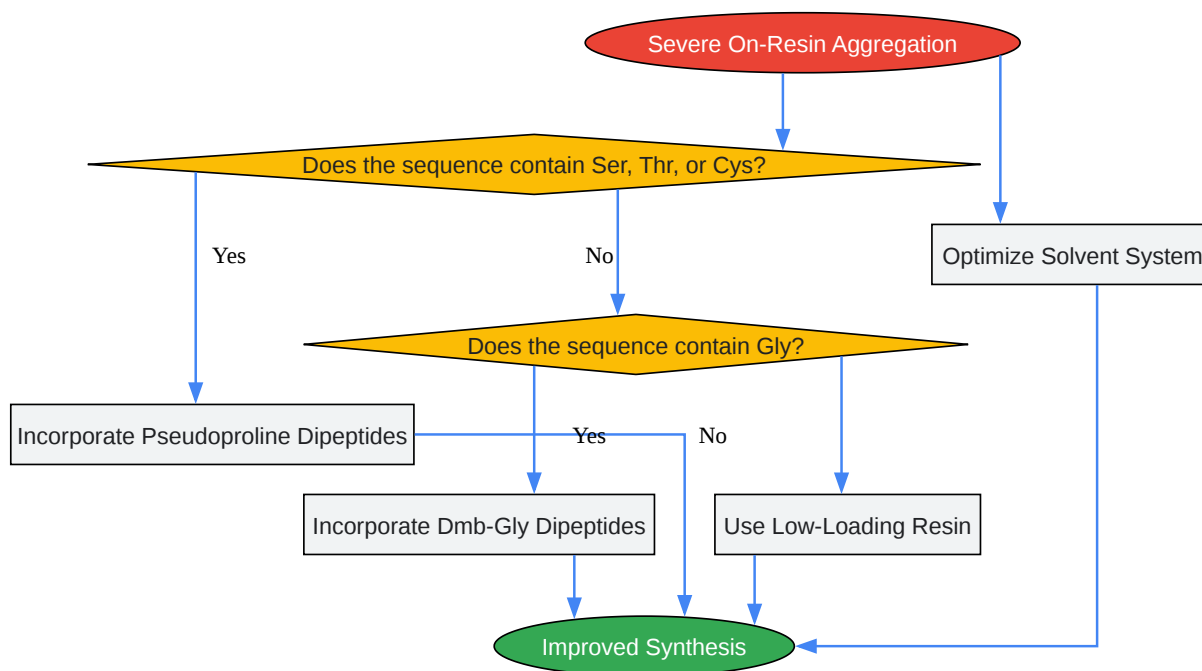 Severe On-Resin Aggregation
Does the sequence contain Ser, Thr, or Cys?
Yes
No
Optimize Solvent System
Does the sequence contain Gly?
Incorporate Pseudoproline Dipeptides
Yes
No
Incorporate Dmb-Gly Dipeptides
Use Low-Loading Resin
Improved Synthesis